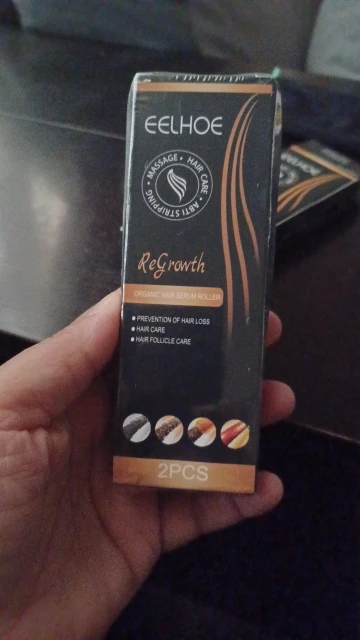 EELHOE
MASSAGE • HAIR CARE • ABTI STRIPPING •
ReGrowth
ORGANIC HAIR SERUM ROLLER
● PREVENTION OF HAIR LOSS
● HAIR CARE
● HAIR FOLLICLE CARE
2PCS